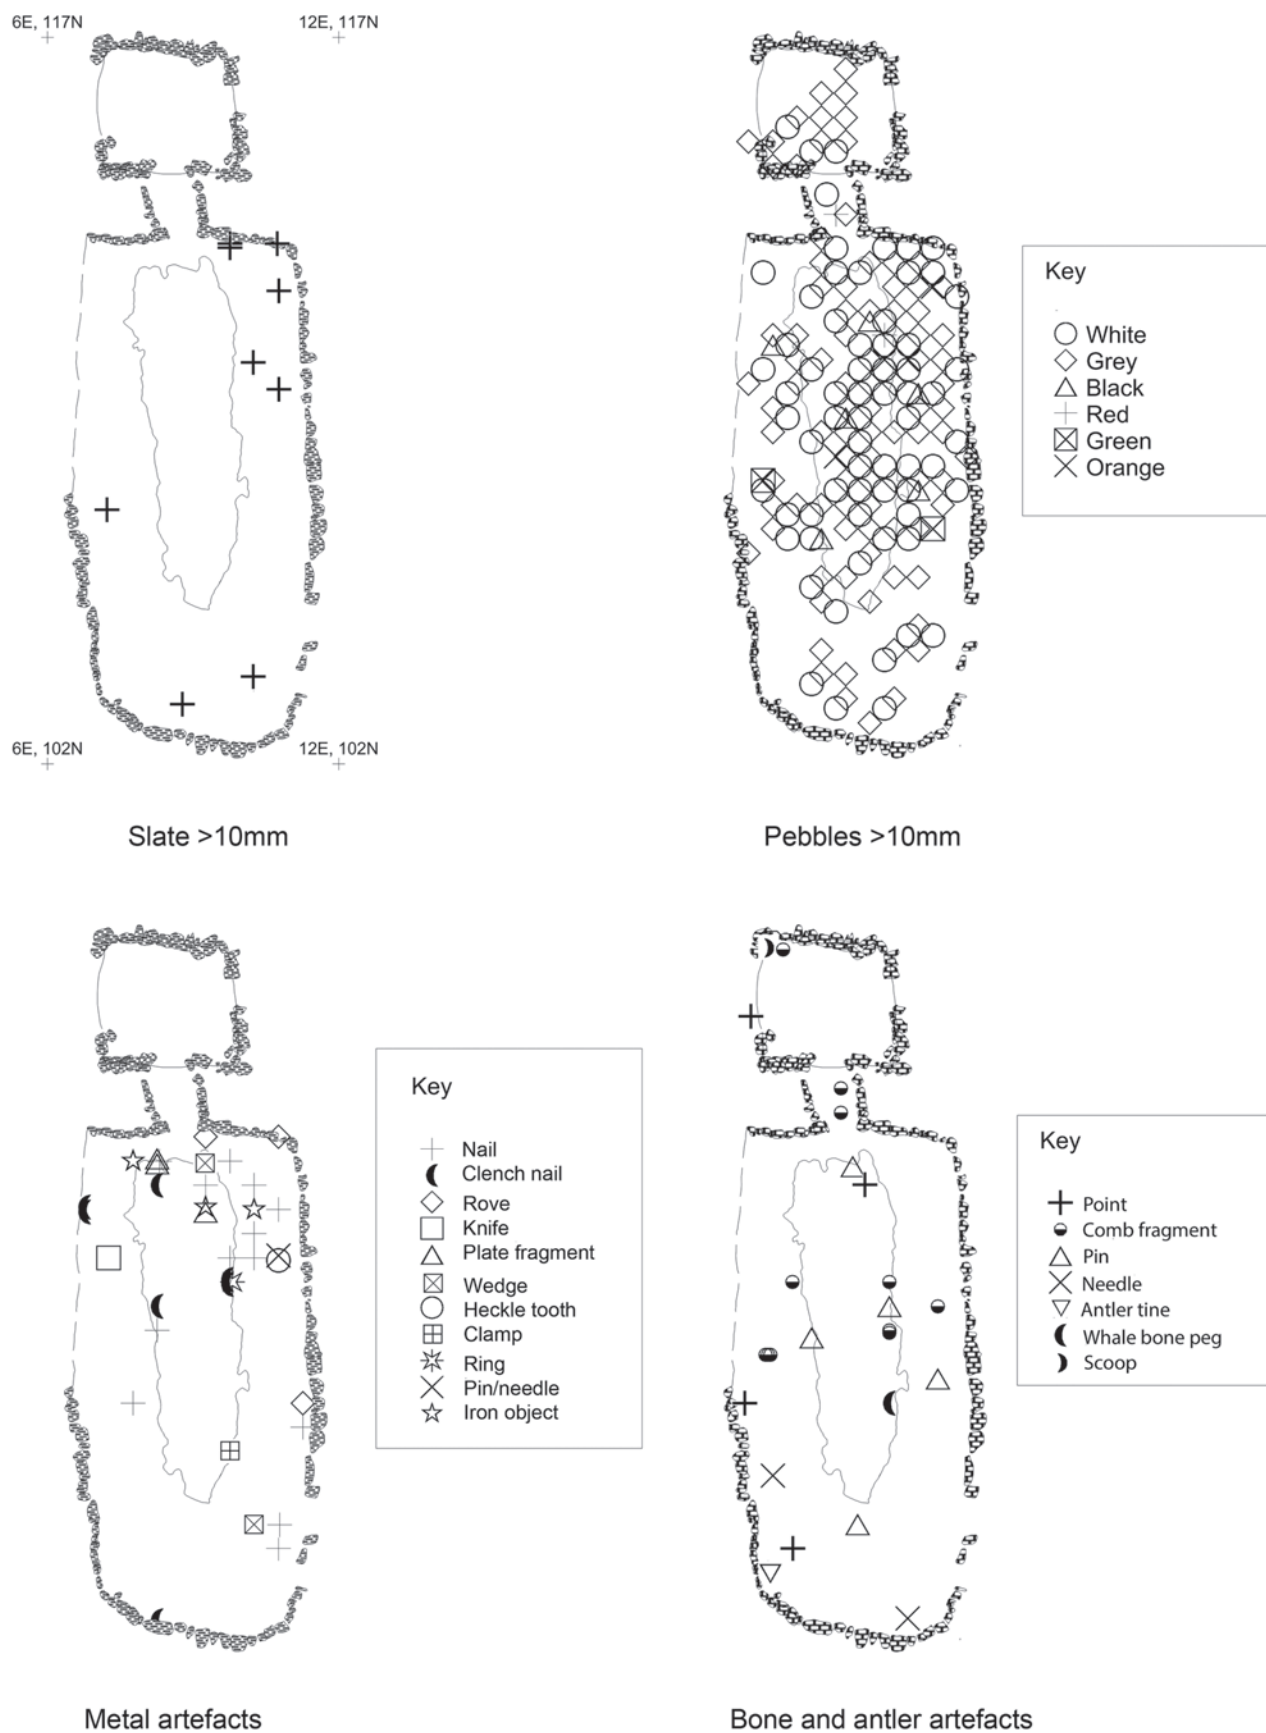 6E, 117N
12E, 117N
6E, 102N
12E, 102N
Slate >10mm
Key
White
Grey
Black
Red
Green
Orange
Pebbles >10mm
Key
Nail
Clench nail
Rove
Knife
Plate fragment
Wedge
Heckle tooth
Clamp
Ring
Pin/needle
Iron object
Metal artefacts
Key
Point
Comb fragment
Pin
Needle
Antler tine
Whale bone peg
Scoop
Bone and antler artefacts